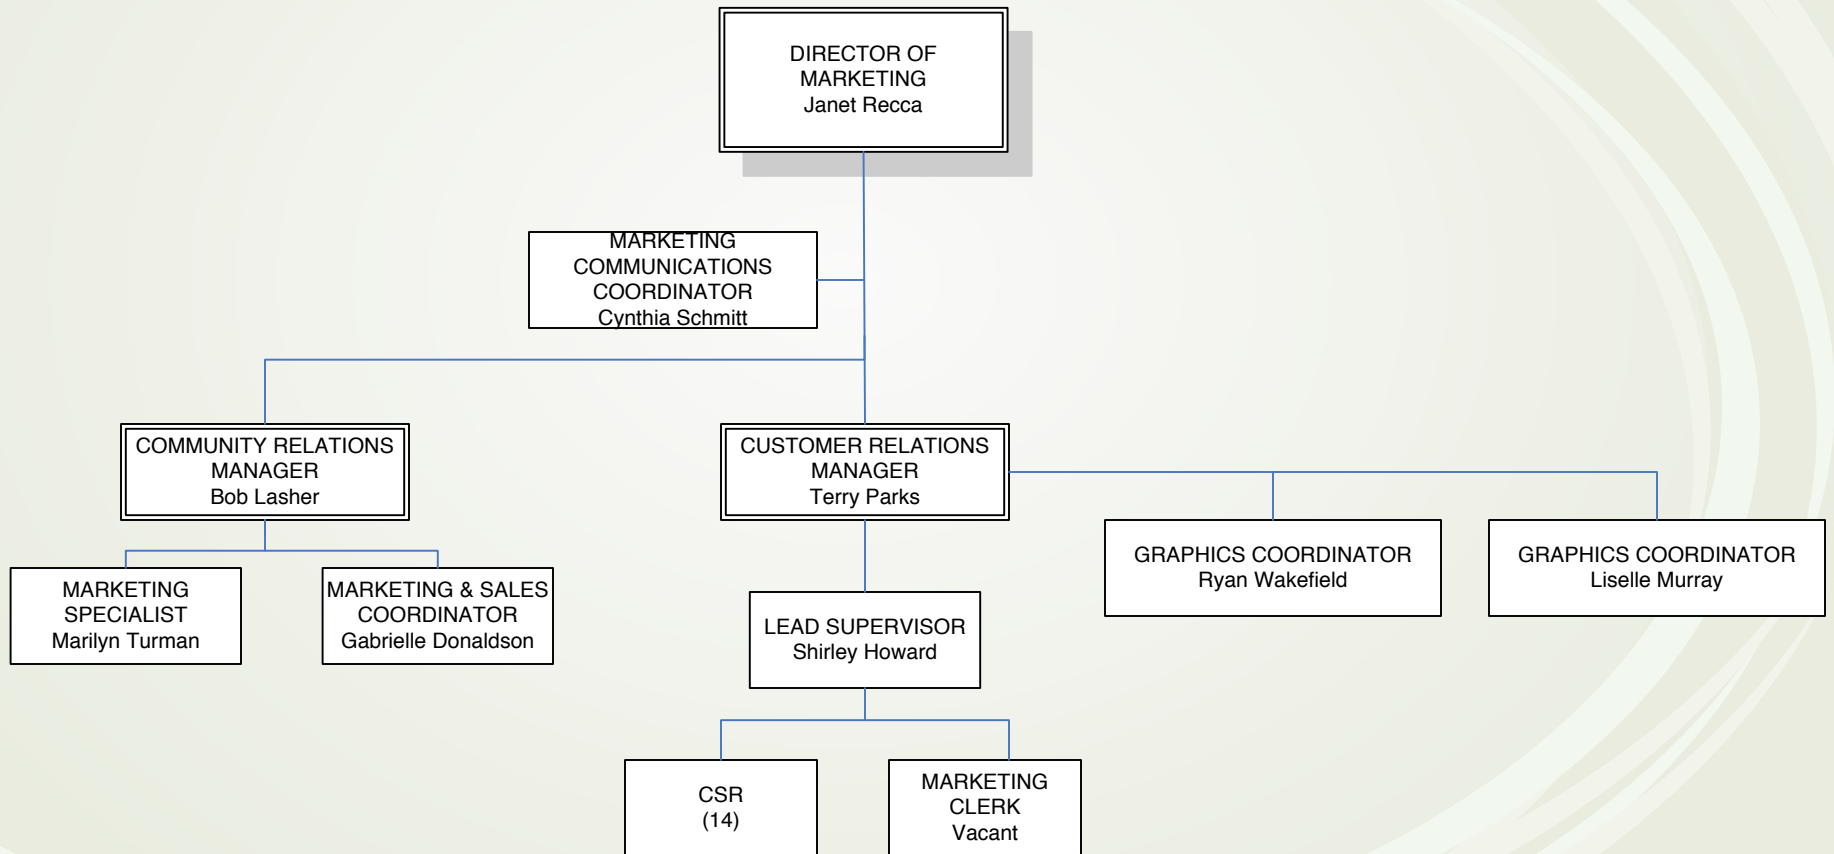 DIRECTOR OF
MARKETING
Janet Recca
MARKETING
COMMUNICATIONS
COORDINATOR
Cynthia Schmitt
COMMUNITY RELATIONS
MANAGER
Bob Lasher
CUSTOMER RELATIONS
MANAGER
Terry Parks
GRAPHICS COORDINATOR
Ryan Wakefield
GRAPHICS COORDINATOR
Liselle Murray
MARKETING
SPECIALIST
Marilyn Turman
MARKETING & SALES
COORDINATOR
Gabrielle Donaldson
LEAD SUPERVISOR
Shirley Howard
CSR
(14)
MARKETING
CLERK
Vacant